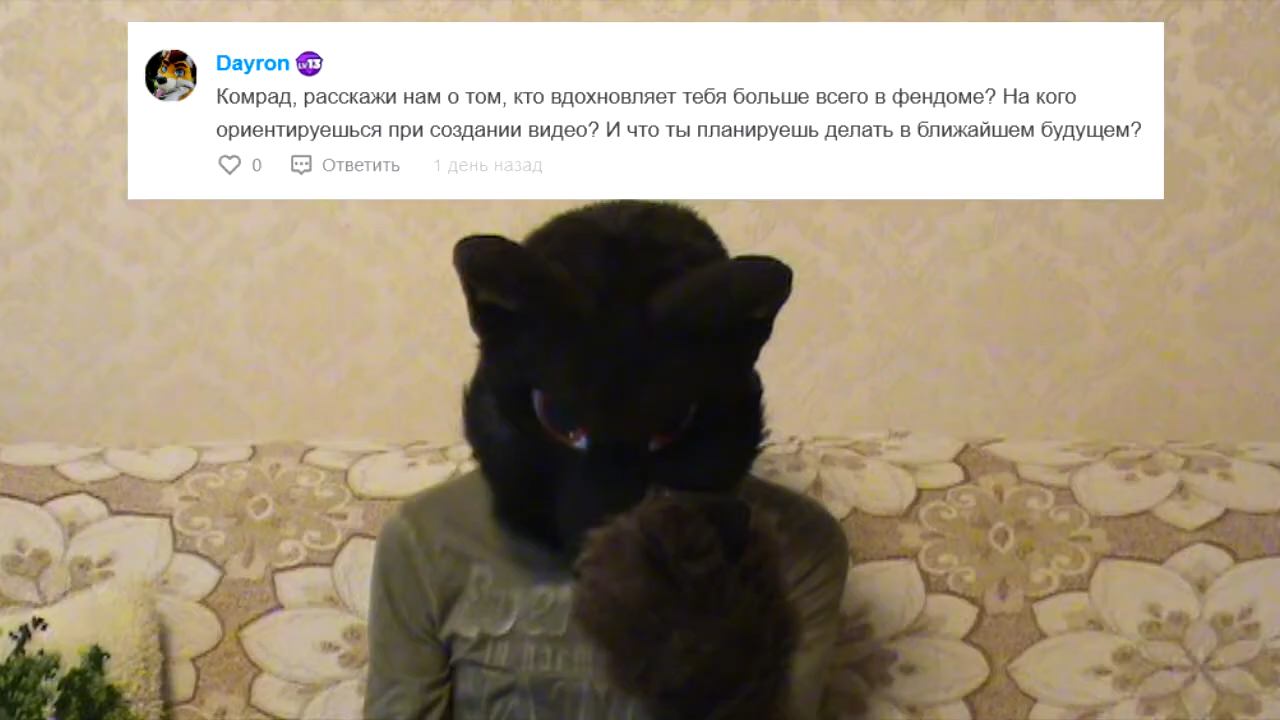 Dayron LV13
Комрад, расскажи нам о том, кто вдохновляет тебя больше всего в фендоме? На кого
ориентируешься при создании видео? И что ты планируешь делать в ближайшем будущем?
0 Ответить 1 день назад